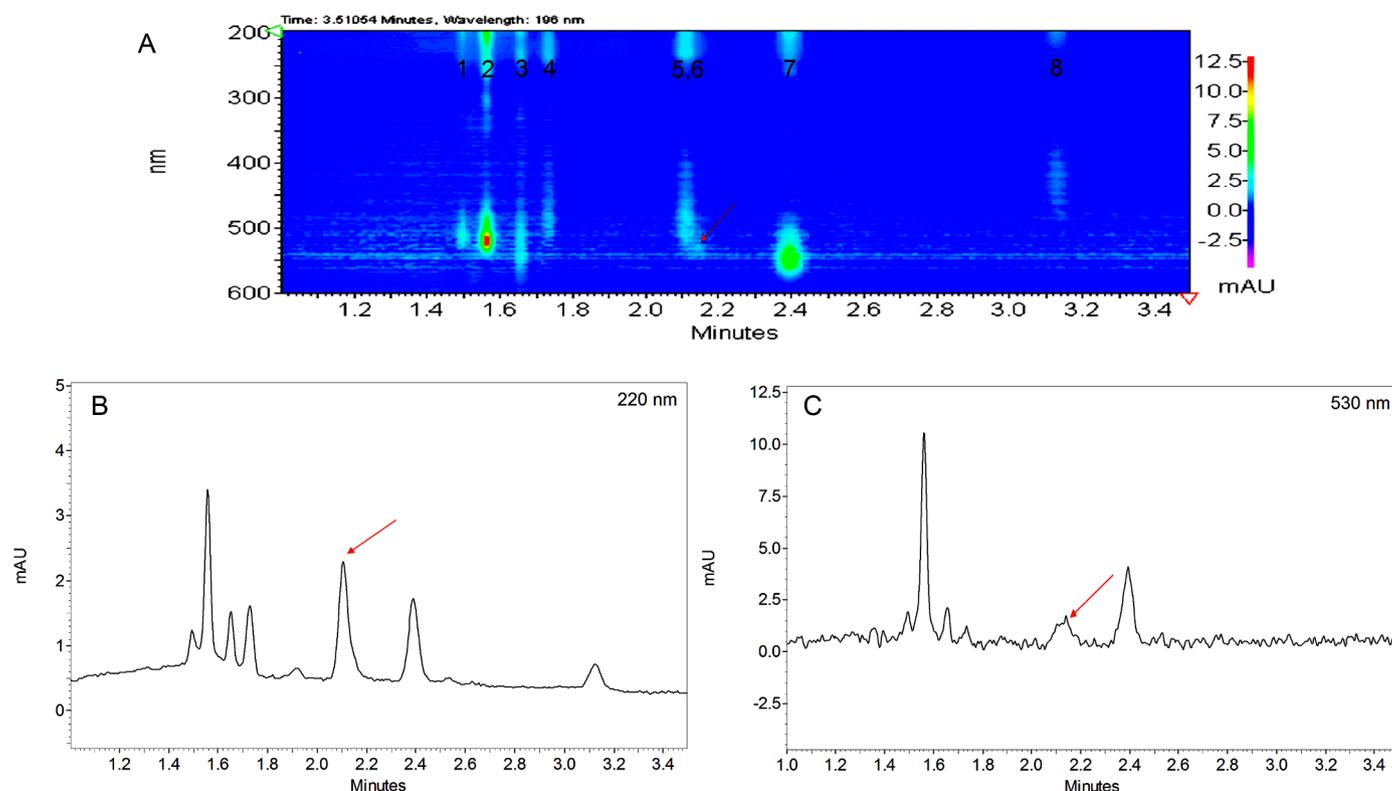 Time: 3.51054 Minutes, Wavelength: 196 nm
A
200
300
400
500
600
nm
1 2 3 4 5,6 7 8
1.2 1.4 1.6 1.8 2.0 2.2 2.4 2.6 2.8 3.0 3.2 3.4
Minutes
12.5
10.0
7.5
5.0
2.5
0.0
-2.5
mAU
B
220 nm
5
4
3
2
1
0
mAU
1.2 1.4 1.6 1.8 2.0 2.2 2.4 2.6 2.8 3.0 3.2 3.4
Minutes
C
530 nm
12.5
10.0
7.5
5.0
2.5
0.0
-2.5
mAU
1.0 1.2 1.4 1.6 1.8 2.0 2.2 2.4 2.6 2.8 3.0 3.2 3.4
Minutes